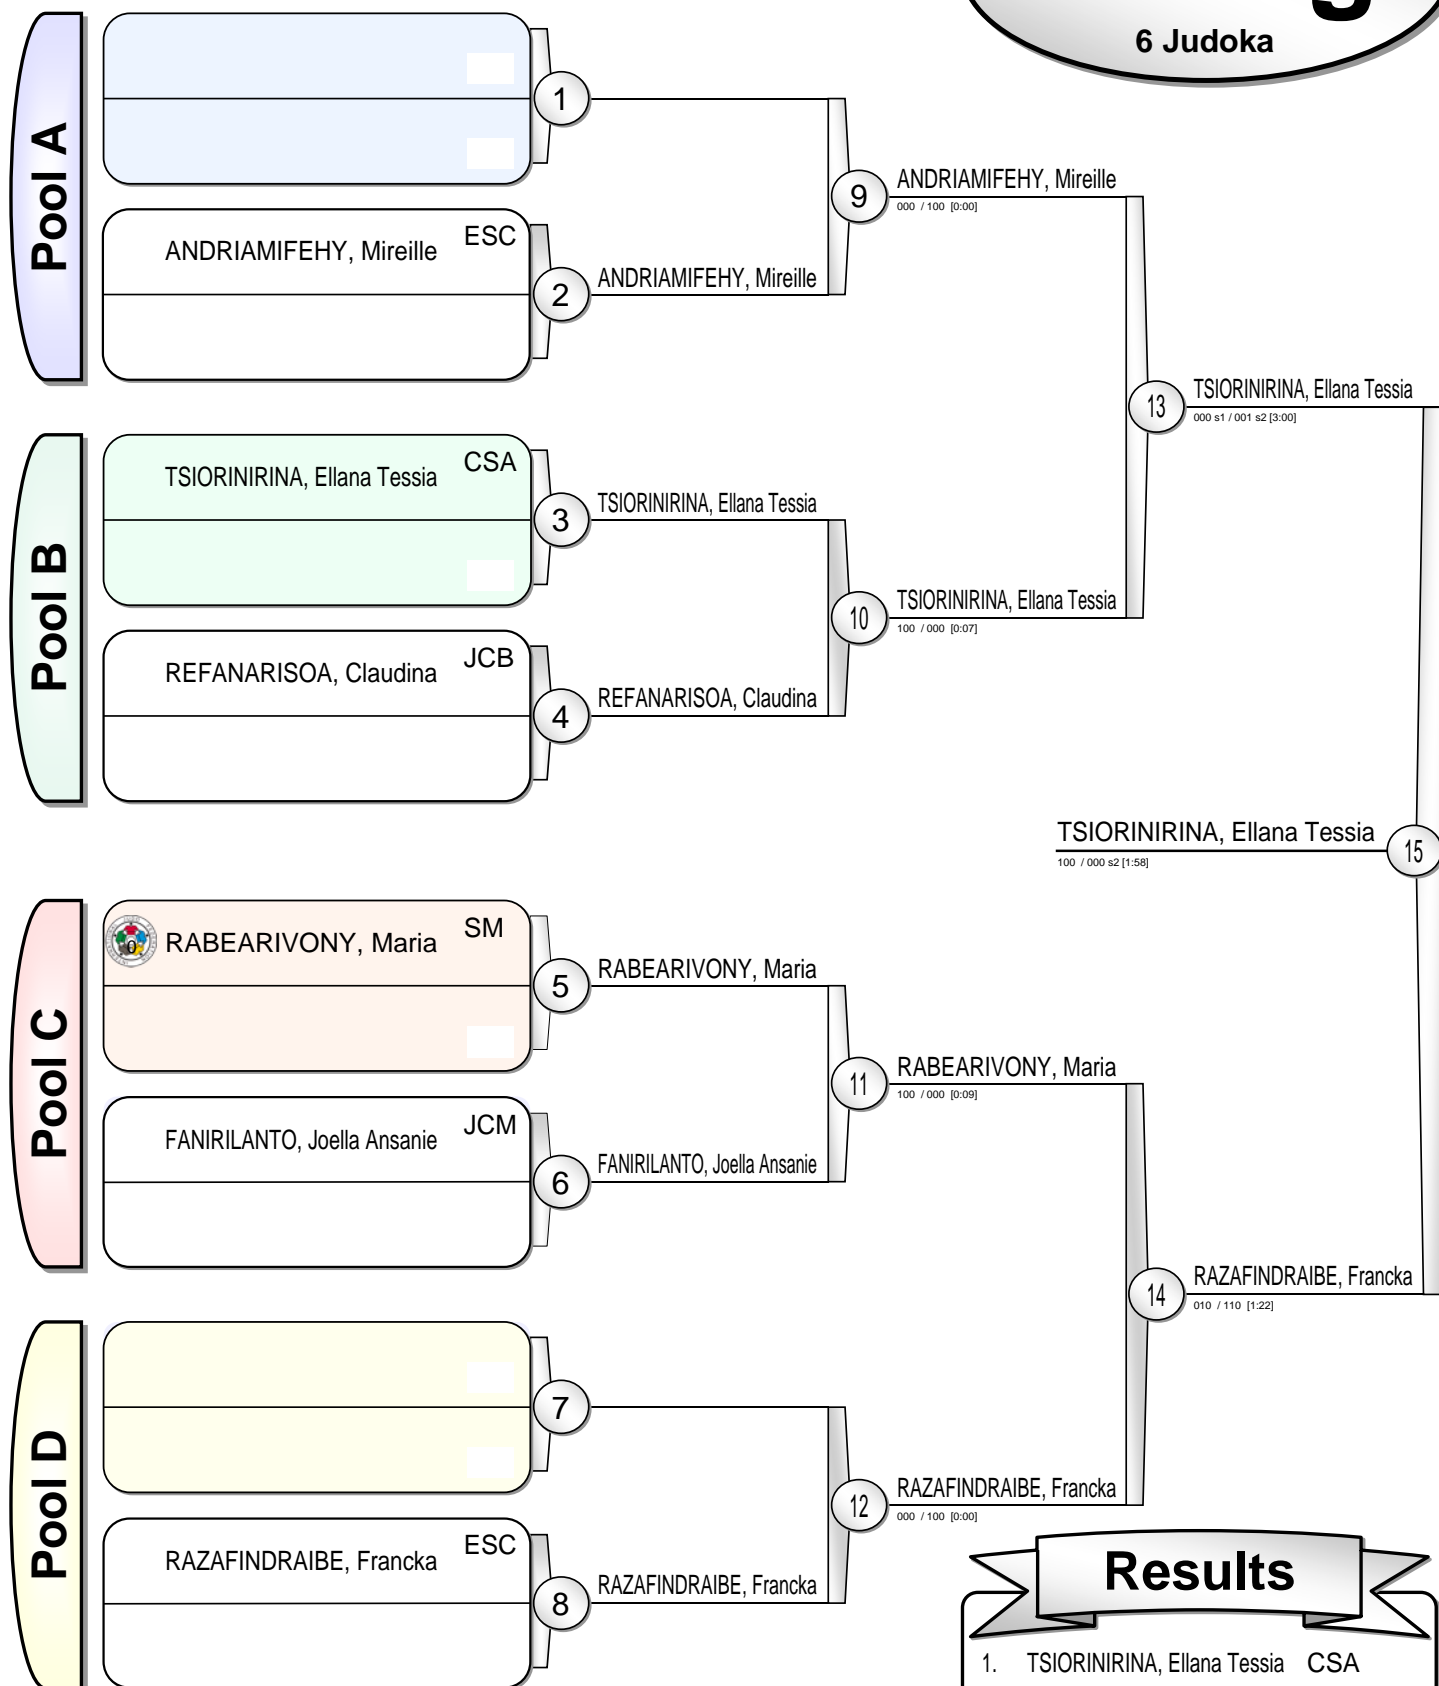 6 Judoka
Pool A
1
ANDRIAMIFEHY, Mireille ESC
2
ANDRIAMIFEHY, Mireille
9
ANDRIAMIFEHY, Mireille
000 / 100 [0:00]
Pool B
TSIORINIRINA, Ellana Tessia CSA
3
TSIORINIRINA, Ellana Tessia
REFANARISOA, Claudina JCB
4
REFANARISOA, Claudina
10
TSIORINIRINA, Ellana Tessia
100 / 000 [0:07]
13
TSIORINIRINA, Ellana Tessia
000 s1 / 001 s2 [3:00]
TSIORINIRINA, Ellana Tessia
100 / 000 s2 [1:58]
15
Pool C
0
RABEARIVONY, Maria SM
5
RABEARIVONY, Maria
FANIRILANTO, Joella Ansanie JCM
6
FANIRILANTO, Joella Ansanie
11
RABEARIVONY, Maria
100 / 000 [0:09]
14
RAZAFINDRAIBE, Francka
010 / 110 [1:22]
Pool D
7
RAZAFINDRAIBE, Francka ESC
8
RAZAFINDRAIBE, Francka
12
RAZAFINDRAIBE, Francka
000 / 100 [0:00]
Results
1. TSIORINIRINA, Ellana Tessia CSA